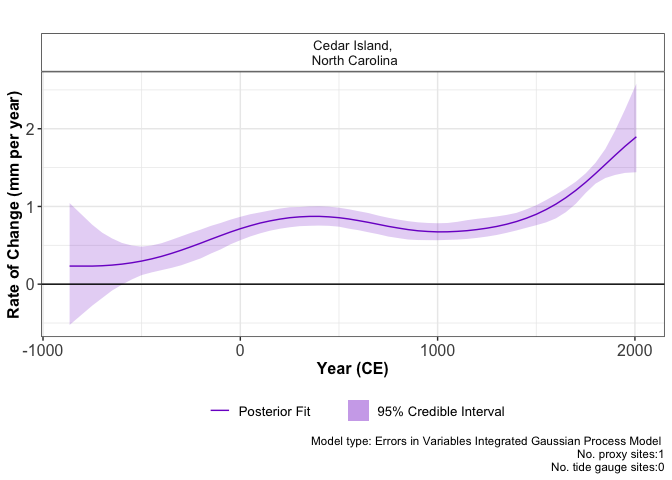 Cedar Island,
North Carolina
Rate of Change (mm per year)
2
1
0
-1000
0
1000
2000
Year (CE)
Posterior Fit
95% Credible Interval
Model type: Errors in Variables Integrated Gaussian Process Model
No. proxy sites:1
No. tide gauge sites:0